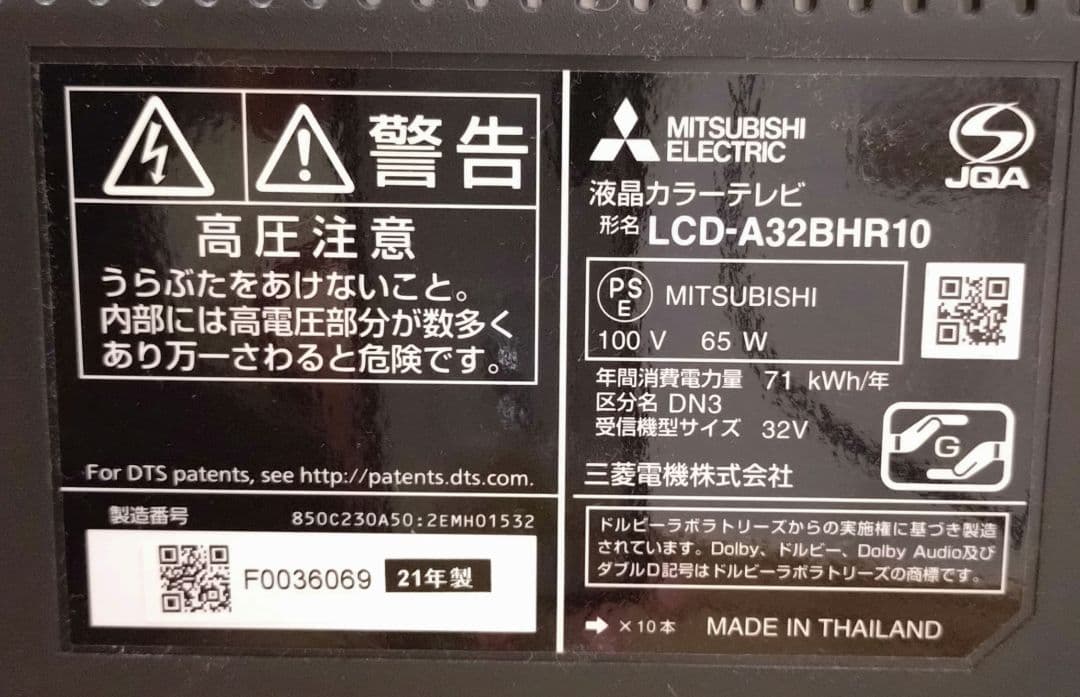 警告
高圧注意
うらぶたをあけないこと。
内部には高電圧部分が数多く
あり万一さわると危険です。
For DTS patents, see http://patents.dts.com.
製造番号 850C230A50:2EMH01532
F0036069 21年製
MITSUBISHI
ELECTRIC
JQA
液晶カラーテレビ
形名 LCD-A32BHR10
PS
E
MITSUBISHI
100 V 65 W
年間消費電力量 71 kWh/年
区分名 DN3
受信機型サイズ 32V
G
三菱電機株式会社
ドルビーラボラトリーズからの実施権に基づき製造
されています。Dolby、ドルビー、Dolby Audio及び
ダブルD記号はドルビーラボラトリーズの商標です。
➡ ×10本 MADE IN THAILAND